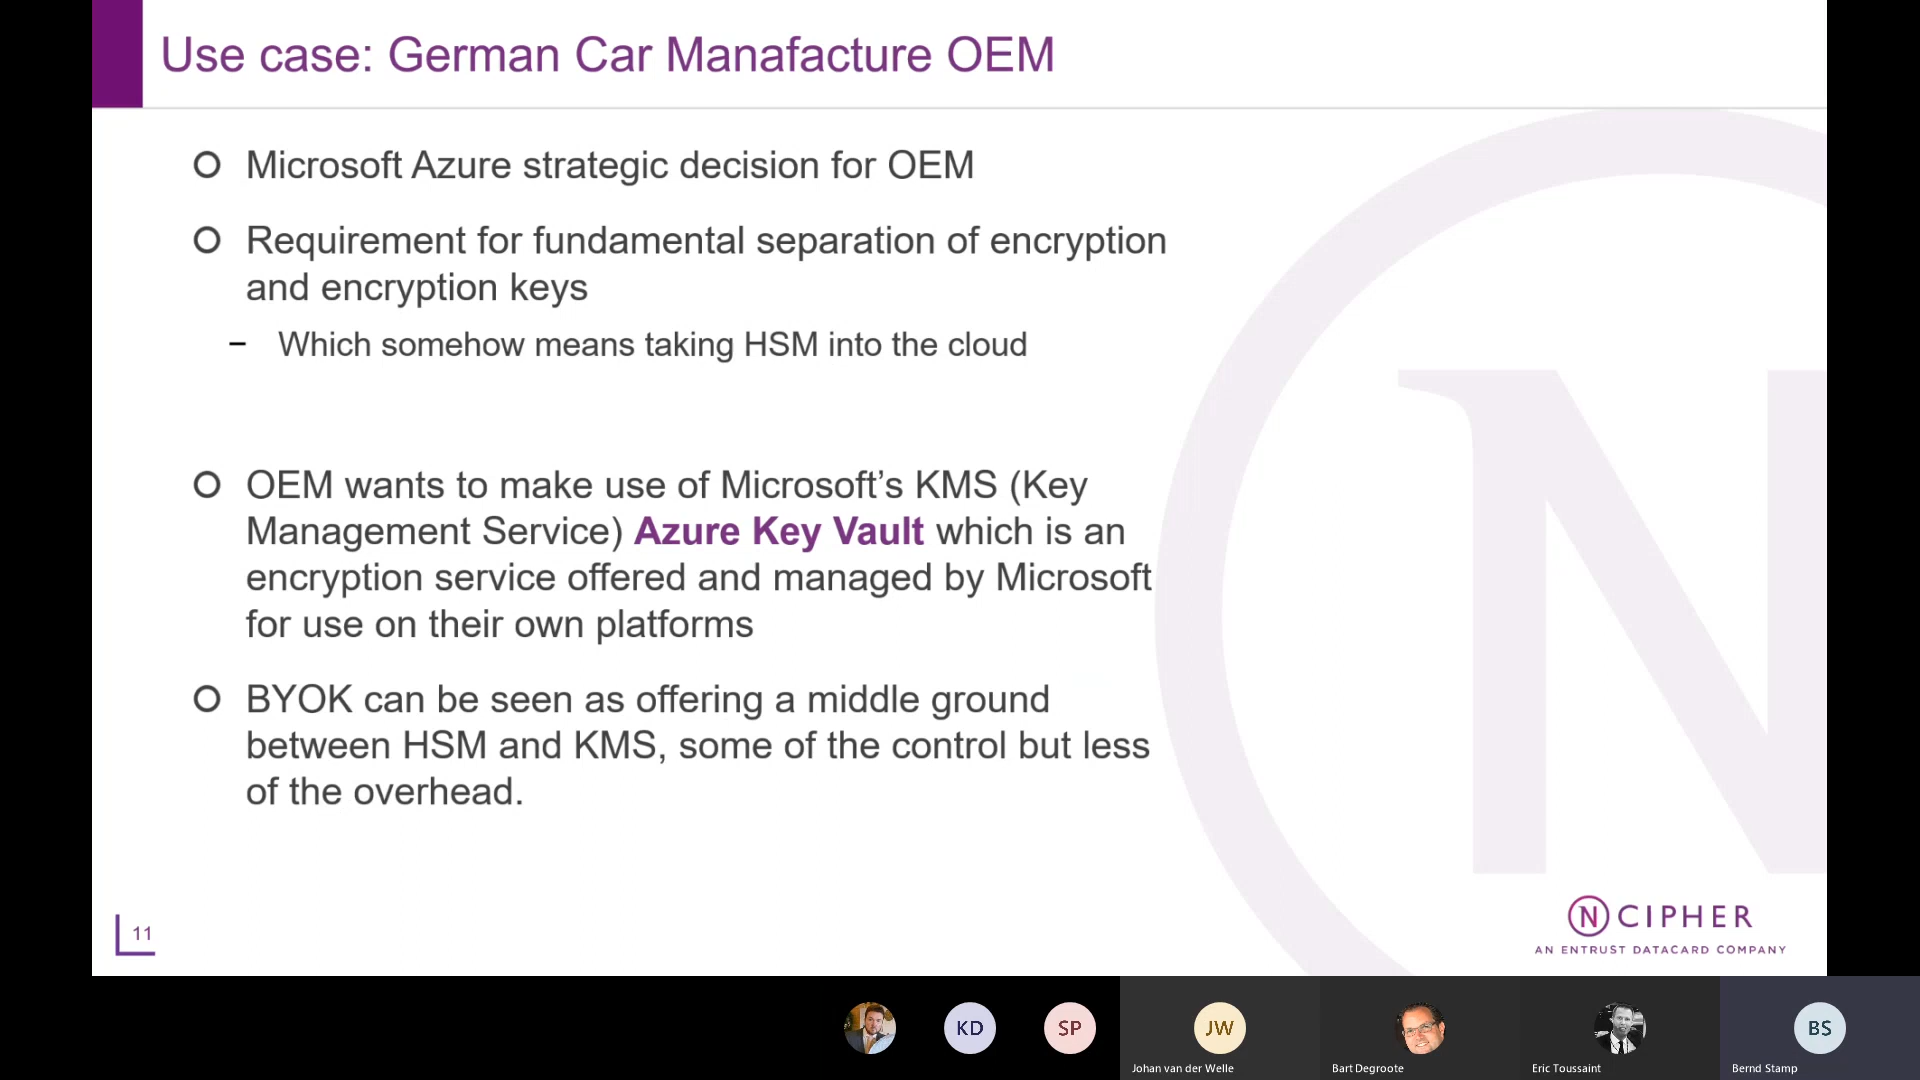 Use case: German Car Manafacture OEM
Microsoft Azure strategic decision for OEM
Requirement for fundamental separation of encryption
and encryption keys
– Which somehow means taking HSM into the cloud
OEM wants to make use of Microsoft’s KMS (Key
Management Service) Azure Key Vault which is an
encryption service offered and managed by Microsoft
for use on their own platforms
BYOK can be seen as offering a middle ground
between HSM and KMS, some of the control but less
of the overhead.
11
N CIPHER
AN ENTRUST DATACARD COMPANY
KD
SP
JW
BS
Johan van der Welle
Bart Degroote
Eric Toussaint
Bernd Stamp